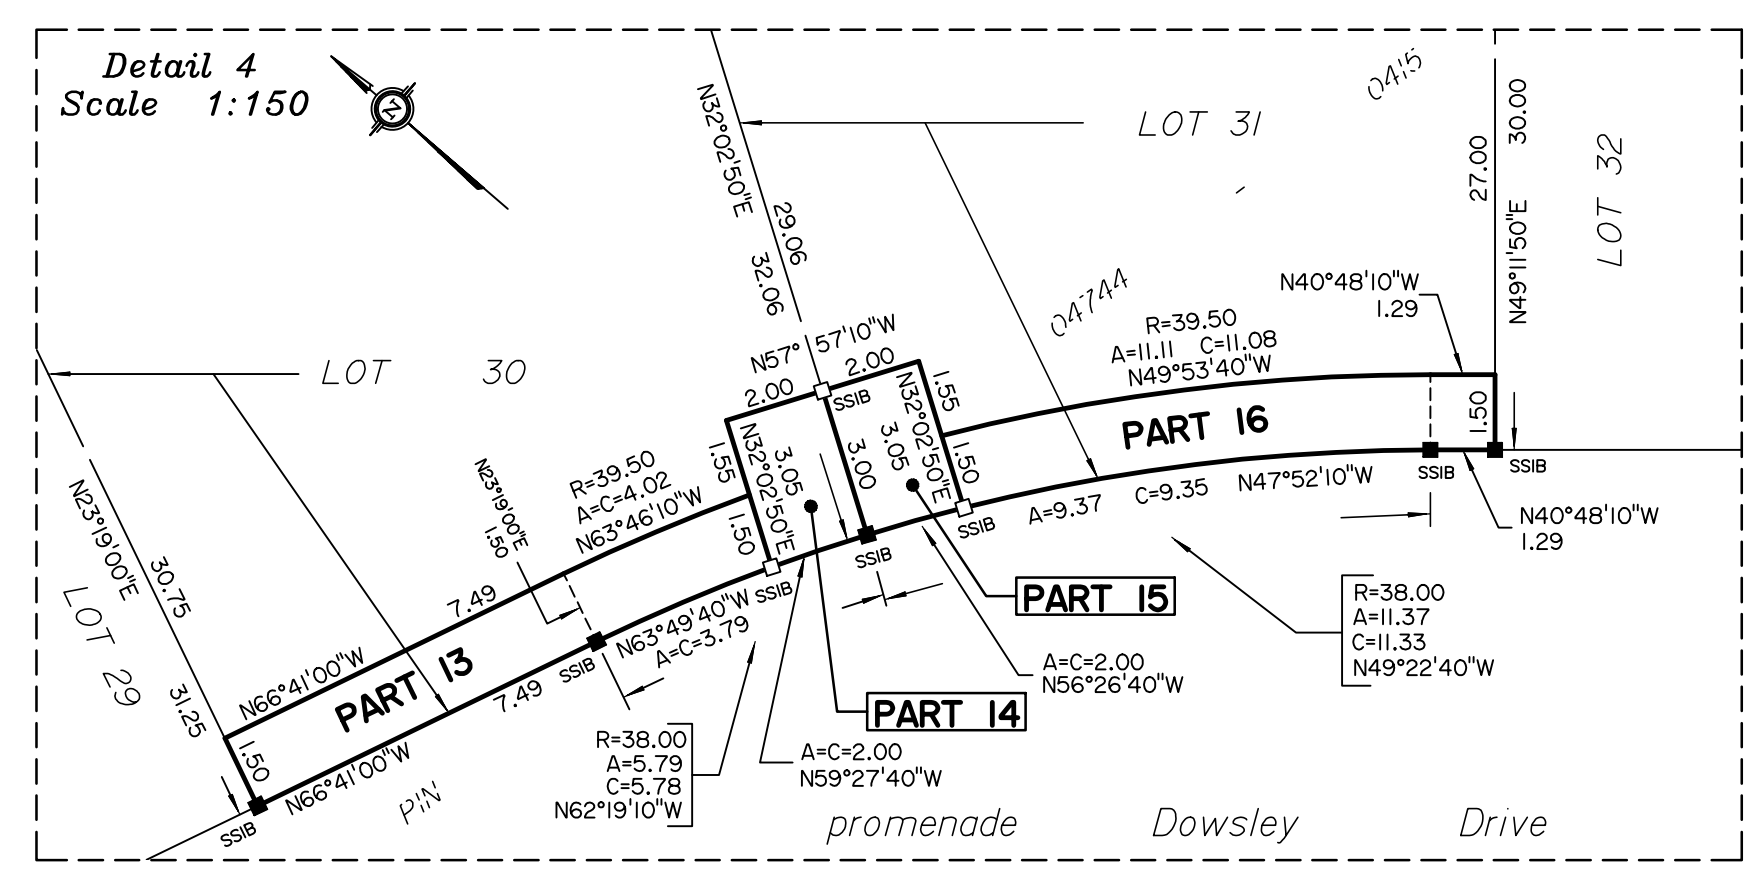 Detail 4
Scale 1:150
N
N32°02'50"E
29.06
32.06
LOT 31
0415
27.00
30.00
N49°11'50"E
LOT 32
04744
N40°48'10"W
1.29
LOT 30
N57° 57'10"W
2.00
2.00
SSIB
R=39.50
A=11.11 C=11.08
N49°53'40"W
PART 16
1.50
1.55
N32°02'50"E
3.05
1.50
3.00
1.55
N32°02'50"E
3.05
1.50
R=39.50
A=C=4.02
N63°46'10"W
N23°19'00"E
1.50
N23°19'00"E
30.75
31.25
LOT 29
7.49
N66°41'00"W
PART 13
1.50
7.49
N66°41'00"W
SSIB
PIN
SSIB
N63°49'40"W
A=C=3.79
SSIB
SSIB
SSIB
A=9.37 C=9.35 N47°52'10"W
SSIB
SSIB
N40°48'10"W
1.29
PART 15
PART 14
A=C=2.00
N56°26'40"W
A=C=2.00
N59°27'40"W
R=38.00
A=11.37
C=11.33
N49°22'40"W
R=38.00
A=5.79
C=5.78
N62°19'10"W
promenade Dowsley Drive